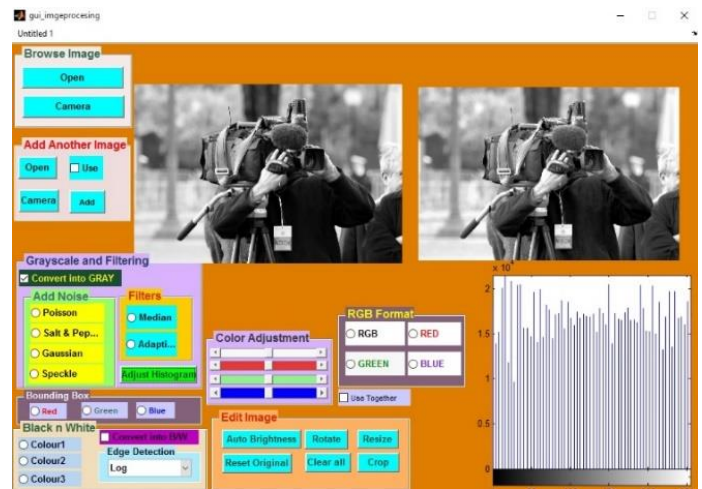 gui_imgeprocesing
Untitled 1
Browse Image
Open
Camera
Add Another Image
Open
Use
Camera
Add
Grayscale and Filtering
Convert into GRAY
Add Noise
Poisson
Salt & Pep...
Gaussian
Speckle
Filters
Median
Adapti...
Adjust Histogram
Color Adjustment
RGB Format
RGB
RED
GREEN
BLUE
Use Together
Bounding Box
Red
Green
Blue
Black n White
Colour1
Colour2
Colour3
Convert into B/W
Edge Detection
Log
Edit Image
Auto Brightness
Rotate
Resize
Reset Original
Clear all
Crop
2
1.5
1
0.5
0